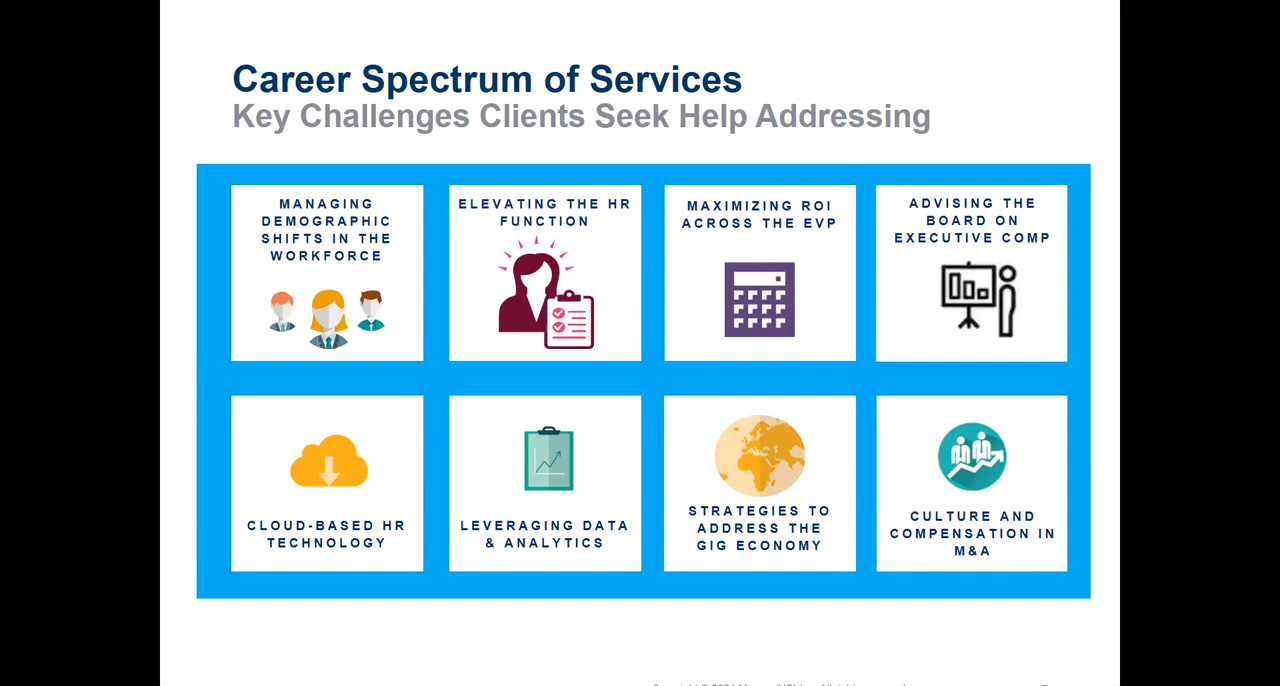 Career Spectrum of Services
Key Challenges Clients Seek Help Addressing
MANAGING
DEMOGRAPHIC
SHIFTS IN THE
WORKFORCE
ELEVATING THE HR
FUNCTION
MAXIMIZING ROI
ACROSS THE EVP
ADVISING THE
BOARD ON
EXECUTIVE COMP
CLOUD-BASED HR
TECHNOLOGY
LEVERAGING DATA
& ANALYTICS
STRATEGIES TO
ADDRESS THE
GIG ECONOMY
CULTURE AND
COMPENSATION IN
M&A